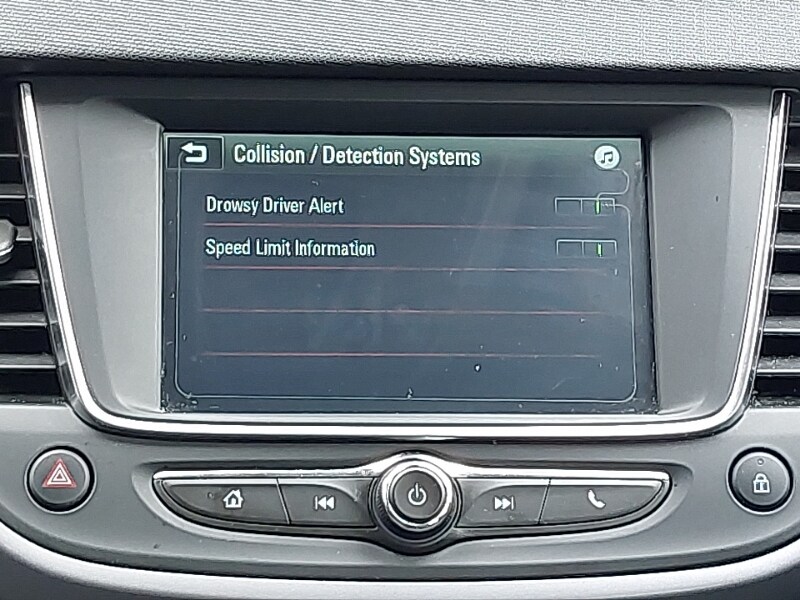 Collision / Detection Systems
Drowsy Driver Alert
Speed Limit Information